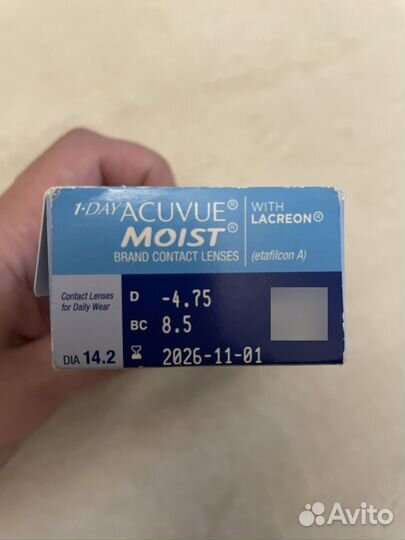 1·DAY ACUVUE®
MOIST®
BRAND CONTACT LENSES
WITH
LACREON®
(etafilcon A)
Contact Lenses
for Daily Wear
DIA 14.2
D -4.75
BC 8.5
2026-11-01
Avito